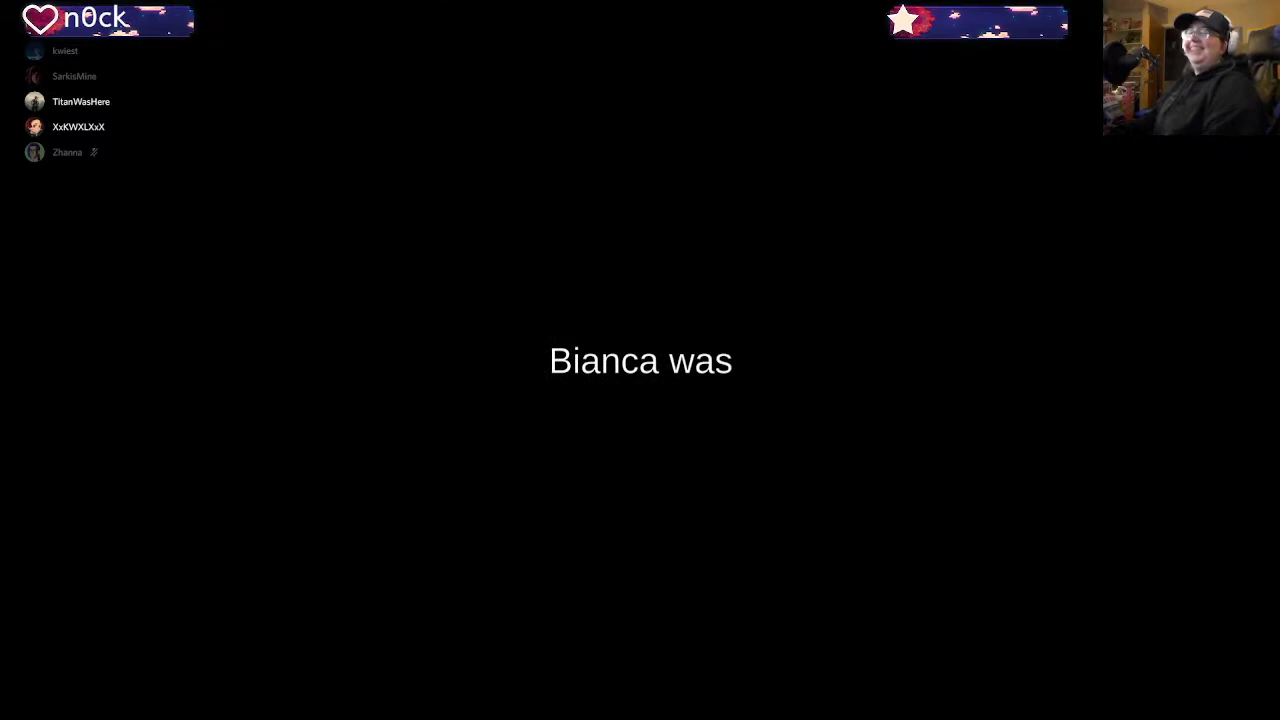 n0ck
kwiest
SarkisMine
TitanWasHere
XxKWXLXxX
Zhanna
Bianca was